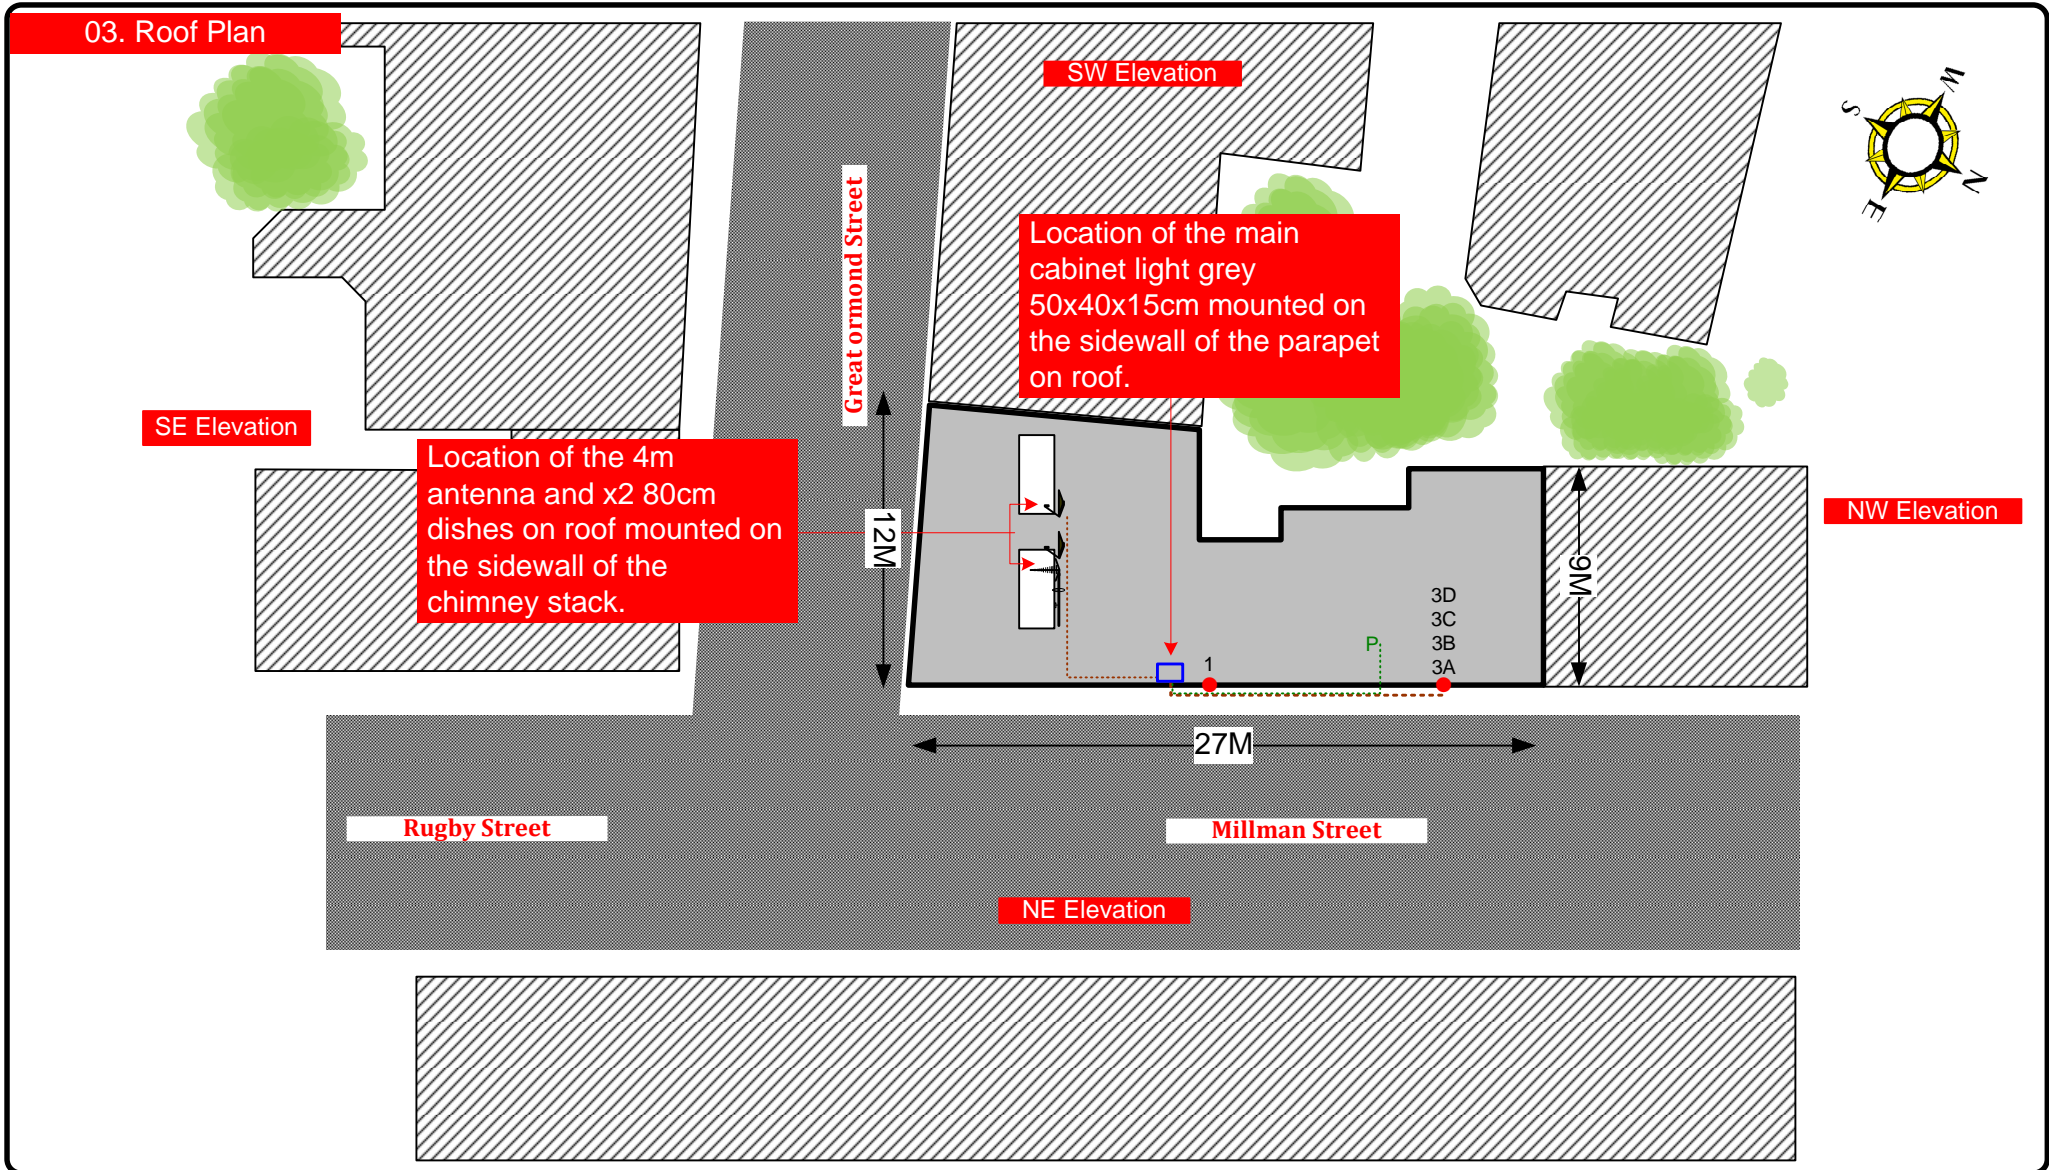 03. Roof Plan
SW Elevation
W
S
N
E
Great ormond Street
Location of the main
cabinet light grey
50x40x15cm mounted on
the sidewall of the parapet
on roof.
SE Elevation
Location of the 4m
antenna and x2 80cm
dishes on roof mounted on
the sidewall of the
chimney stack.
12M
NW Elevation
9M
3D
3C
3B
3A
P
1
27M
Rugby Street
Millman Street
NE Elevation